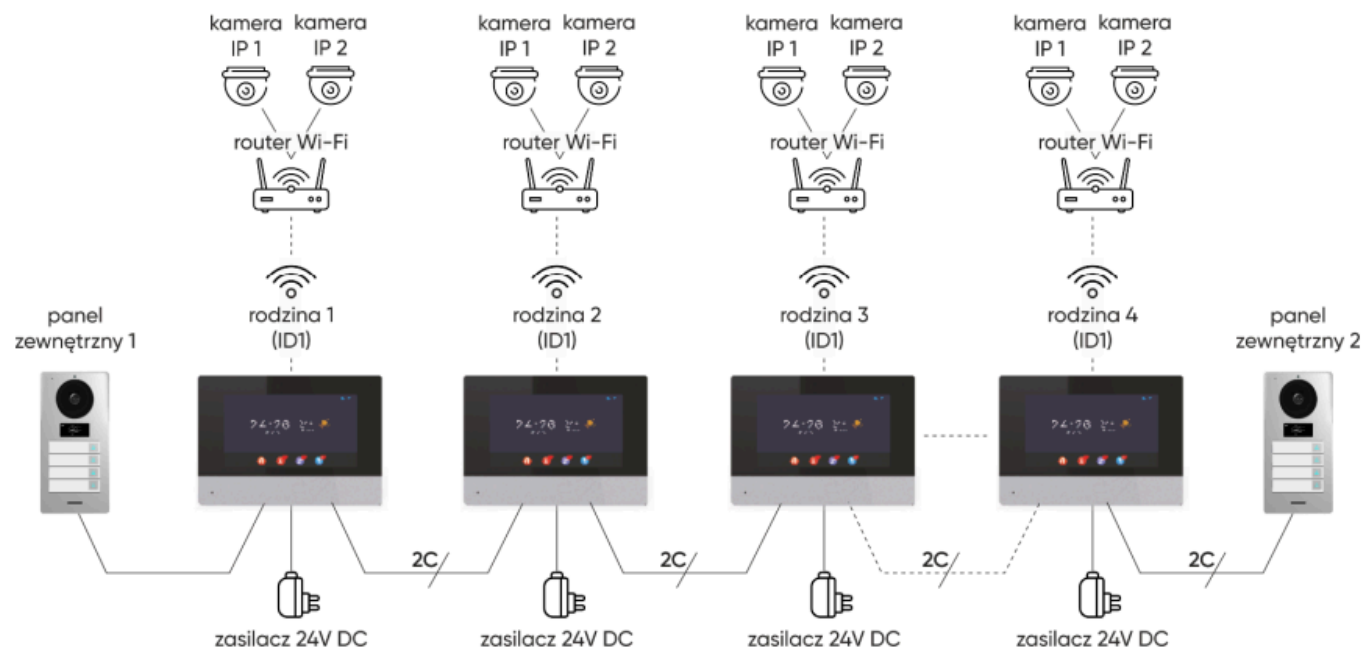 kamera kamera kamera kamera kamera kamera kamera kamera
IP 1 IP 2 IP 1 IP 2 IP 1 IP 2 IP 1 IP 2
router Wi-Fi router Wi-Fi router Wi-Fi router Wi-Fi
panel rodzina 1 rodzina 2 rodzina 3 rodzina 4 panel
zewnętrzny 1 (ID1) (ID1) (ID1) (ID1) zewnętrzny 2
2C 2C 2C 2C
zasilacz 24V DC zasilacz 24V DC zasilacz 24V DC zasilacz 24V DC